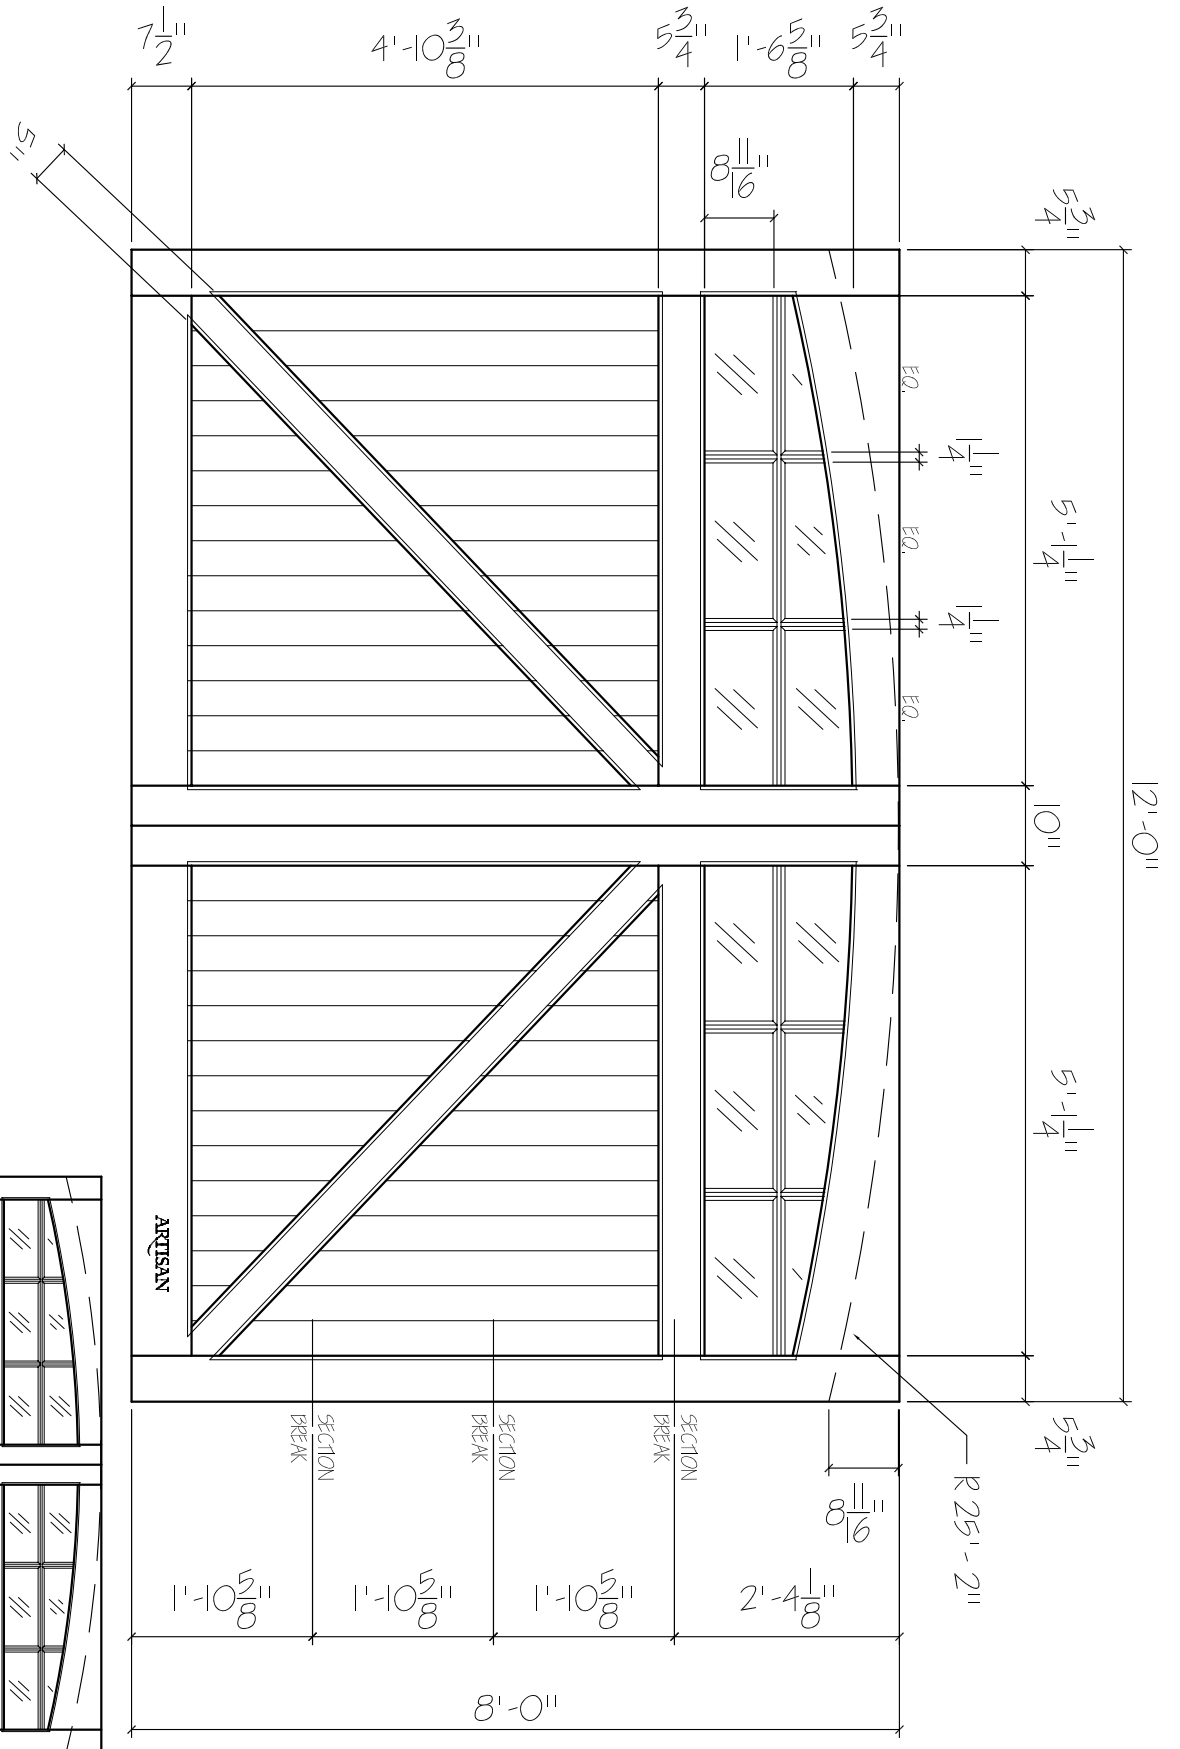 12'-0"
5 3/4"
5'-1 1/4"
10"
5'-1 1/4"
5 3/4"
1/4"
1/4"
EQ.
EQ.
EQ.
R 25'-2"
5 3/4"
1'-6 5/8"
5 3/4"
4'-10 3/8"
7 1/2"
8 11/16"
5"
8 11/16"
2'-4 1/8"
1'-10 5/8"
1'-10 5/8"
1'-10 5/8"
8'-0"
SECTION
BREAK
SECTION
BREAK
SECTION
BREAK
ARTISAN